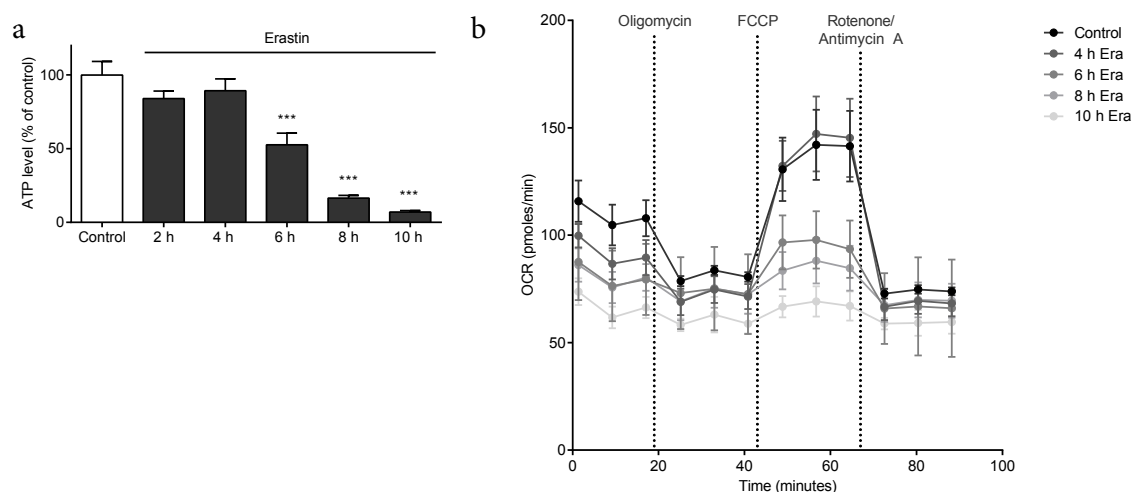 a
Erastin
ATP level (% of control)
100
50
0
***
***
***
Control 2 h 4 h 6 h 8 h 10 h
b
Oligomycin FCCP Rotenone/
Antimycin A
OCR (pmoles/min)
200
150
100
50
0
0 20 40 60 80 100
Time (minutes)
Control
4 h Era
6 h Era
8 h Era
10 h Era